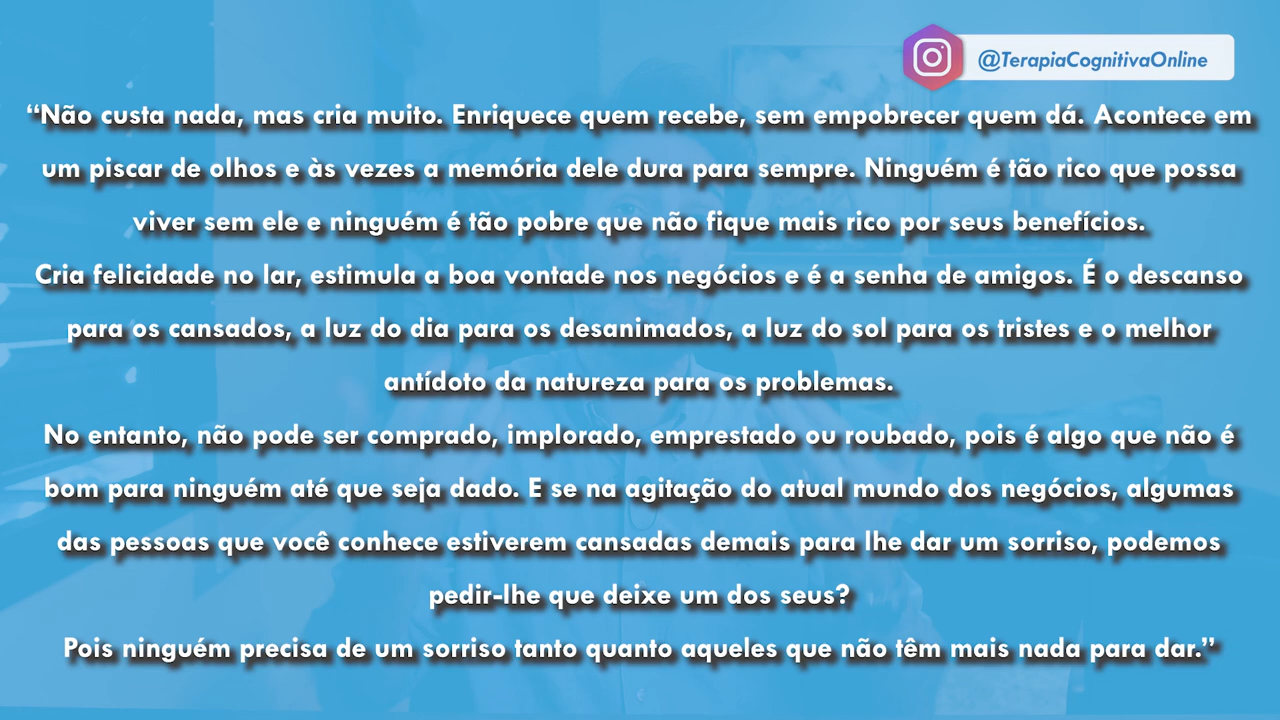 @TerapiaCognitivaOnline
“Não custa nada, mas cria muito. Enriquece quem recebe, sem empobrecer quem dá. Acontece em
um piscar de olhos e às vezes a memória dele dura para sempre. Ninguém é tão rico que possa
viver sem ele e ninguém é tão pobre que não fique mais rico por seus benefícios.
Cria felicidade no lar, estimula a boa vontade nos negócios e é a senha de amigos. É o descanso
para os cansados, a luz do dia para os desanimados, a luz do sol para os tristes e o melhor
antídoto da natureza para os problemas.
No entanto, não pode ser comprado, implorado, emprestado ou roubado, pois é algo que não é
bom para ninguém até que seja dado. E se na agitação do atual mundo dos negócios, algumas
das pessoas que você conhece estiverem cansadas demais para lhe dar um sorriso, podemos
pedir-lhe que deixe um dos seus?
Pois ninguém precisa de um sorriso tanto quanto aqueles que não têm mais nada para dar.”